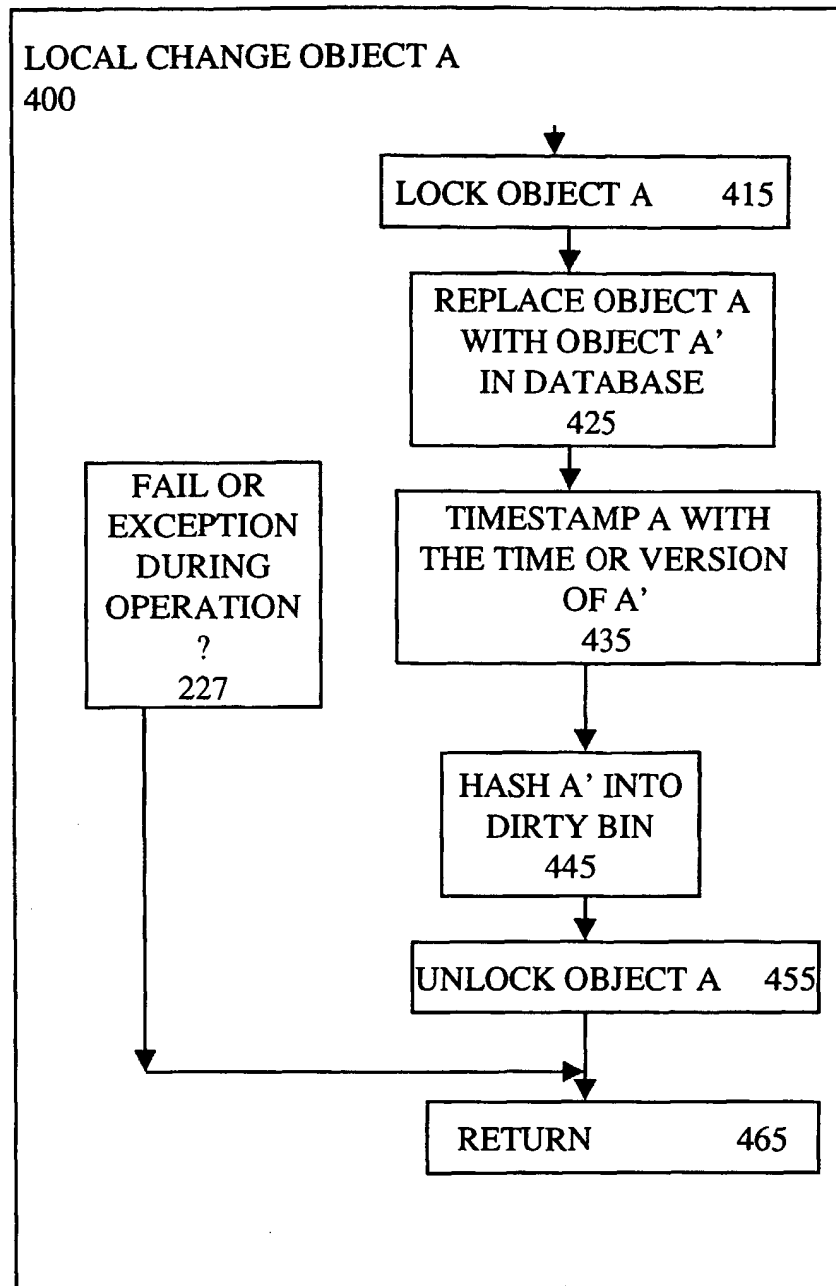 LOCAL CHANGE OBJECT A
400
LOCK OBJECT A 415
REPLACE OBJECT A
WITH OBJECT A’
IN DATABASE
425
FAIL OR
EXCEPTION
DURING
OPERATION
?
227
TIMESTAMP A WITH
THE TIME OR VERSION
OF A’
435
HASH A’ INTO
DIRTY BIN
445
UNLOCK OBJECT A 455
RETURN 465